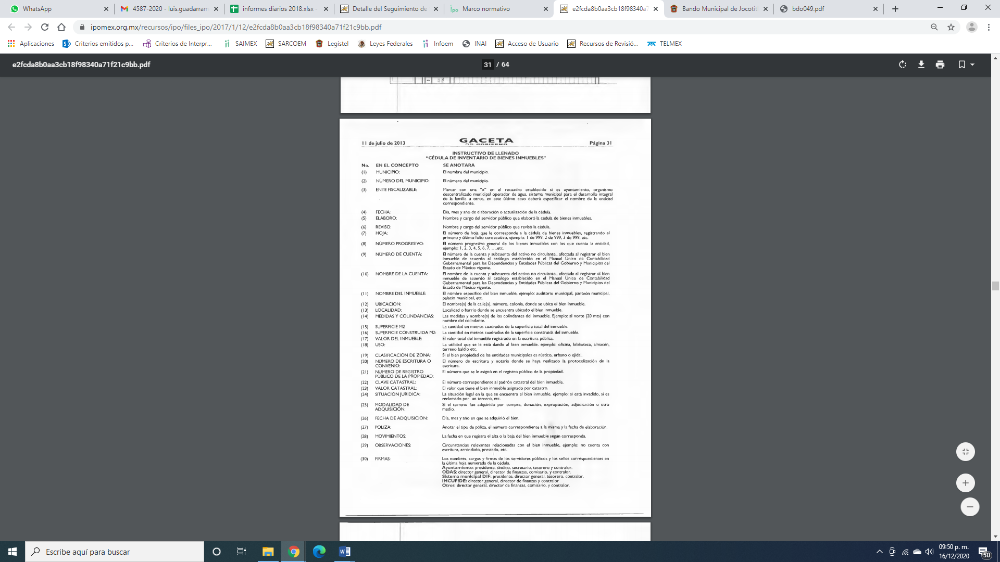 WhatsApp
4587-2020 - luis.guadarram
informes diarios 2018.xlsx -
Detalle del Seguimiento de
Marco normativo
e2fcda8b0aa3cb18f98340a7
Bando Municipal de Jocotit
bdo049.pdf
ipomex.org.mx/recursos/ipo/files_ipo/2017/1/12/e2fcda8b0aa3cb18f98340a71f21c9bb.pdf
Aplicaciones
Criterios emitidos p...
Criterios de Interpr...
SAIMEX
SARCOEM
Legistel
Leyes Federales
Infoem
INAI
Acceso de Usuario
Recursos de Revisió...
TELMEX
e2fcda8b0aa3cb18f98340a71f21c9bb.pdf
31 / 64
11 de julio de 2013
GACETA
DEL GOBIERNO
Página 31
INSTRUCTIVO DE LLENADO
"CÉDULA DE INVENTARIO DE BIENES INMUEBLES"
No. EN EL CONCEPTO SE ANOTARÁ
(1) MUNICIPIO: El nombre del municipio.
(2) NÚMERO DEL MUNICIPIO: El número del municipio.
(3) ENTE FISCALIZABLE: Marcar con una "x" en el recuadro establecido si es ayuntamiento, organismo
descentralizado municipal operador de agua, sistema municipal para el desarrollo integral
de la familia u otros, en este último caso deberá especificar el nombre de la entidad
correspondiente.
(4) FECHA: Día, mes y año de elaboración o actualización de la cédula.
(5) ELABORÓ: Nombre y cargo del servidor público que elaboró la cédula de bienes inmuebles.
(6) REVISÓ: Nombre y cargo del servidor público que revisó la cédula.
(7) HOJA: El número de hoja que le corresponde a la cédula de bienes inmuebles, registrando el
primero y último folio consecutivo, ejemplo: 1 de 999, 2 de 999, 3 de 999, etc.
(8) NÚMERO PROGRESIVO: El número progresivo general de los bienes inmuebles con los que cuenta la entidad,
ejemplo: 1, 2, 3, 4, 5, 6, 7, ....etc.
(9) NÚMERO DE CUENTA: El número de la cuenta y subcuenta del activo no circulante,, afectada al registrar el bien
inmueble de acuerdo al catálogo establecido en el Manual Único de Contabilidad
Gubernamental para las Dependencias y Entidades Públicas del Gobierno y Municipios del
Estado de México vigente.
(10) NOMBRE DE LA CUENTA: El nombre de la cuenta y subcuenta del activo no circulante,, afectada al registrar el bien
inmueble de acuerdo al catálogo establecido en el Manual Único de Contabilidad
Gubernamental para las Dependencias y Entidades Públicas del Gobierno y Municipios del
Estado de México vigente.
(11) NOMBRE DEL INMUEBLE: El nombre específico del bien inmueble, ejemplo: auditorio municipal, panteón municipal,
palacio municipal, etc.
(12) UBICACIÓN: El nombre(s) de la calle(s), número, colonia, donde se ubica el bien inmueble.
(13) LOCALIDAD: Localidad o barrio donde se encuentra ubicado el bien inmueble.
(14) MEDIDAS Y COLINDANCIAS: Las medidas y nombre(s) de los colindantes del inmueble. Ejemplo: al norte (20 mts) con
nombre del colindante.
(15) SUPERFICIE M2 La cantidad en metros cuadrados de la superficie total del inmueble.
(16) SUPERFICIE CONSTRUIDA M2: La cantidad en metros cuadrados de la superficie construida del inmueble.
(17) VALOR DEL INMUEBLE: El valor total del inmueble registrado en la escritura pública.
(18) USO: La utilidad que se le está dando al bien inmueble. ejemplo: oficina, biblioteca, almacén,
terreno baldío etc.
(19) CLASIFICACIÓN DE ZONA: Si el bien propiedad de las entidades municipales es rústico, urbano o ejidal.
(20) NÚMERO DE ESCRITURA O El número de escritura y notaría donde se haya realizado la protocolización de la
CONVENIO: escritura.
(21) NÚMERO DE REGISTRO El número que se le asignó en el registro público de la propiedad.
PÚBLICO DE LA PROPIEDAD:
(22) CLAVE CATASTRAL: El número correspondiente al padrón catastral del bien inmueble.
(23) VALOR CATASTRAL: El valor que tiene el bien inmueble asignado por catastro.
(24) SITUACIÓN JURÍDICA: La situación legal en la que se encuentra el bien inmueble. ejemplo: si está invadido, si es
reclamado por un tercero, etc.
(25) MODALIDAD DE Si el terreno fue adquirido por compra, donación, expropiación, adjudicación u otro
ADQUISICIÓN: medio.
(26) FECHA DE ADQUISICIÓN: Día, mes y año en que se adquirió el bien.
(27) PÓLIZA: Anotar el tipo de póliza, el número correspondiente a la misma y la fecha de elaboración.
(28) MOVIMIENTOS: La fecha en que registra el alta o la baja del bien inmueble según corresponda.
(29) OBSERVACIONES: Circunstancias relevantes relacionadas con el bien inmueble, ejemplo: no cuenta con
escritura, arrendado, prestado, etc.
(30) FIRMAS: Los nombres, cargos y firmas de los servidores públicos y los sellos correspondientes en
la última hoja numerada de la cédula.
Ayuntamiento: presidente, síndico, secretario, tesorero y contralor.
ODAS: director general, director de finanzas, comisario, y contralor.
Sistema municipal DIF: presidente, director general, tesorero, contralor.
IMCUFIDE: director general, director de finanzas y contralor
Otros: director general, director de finanzas, comisario, y contralor.
Escribe aquí para buscar
09:50 p. m.
16/12/2020
50